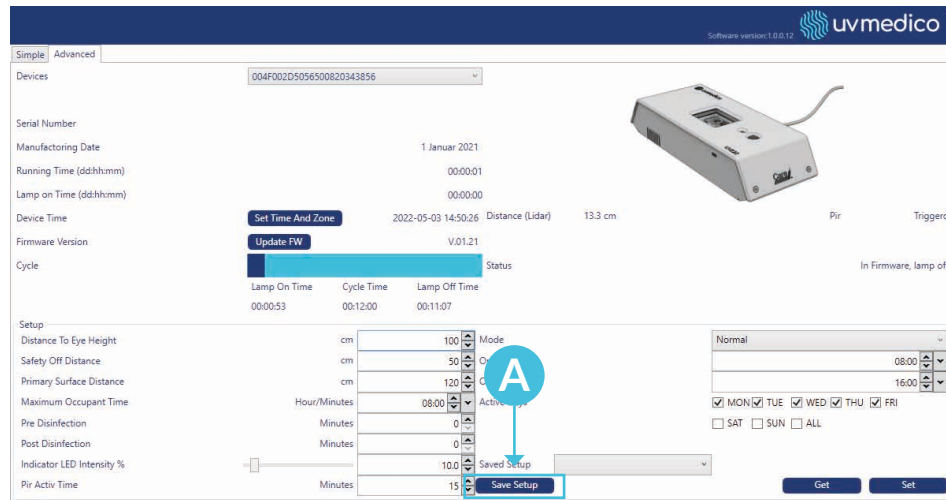 Software version:1.0.0.12 uvmedico
Simple Advanced
Devices 004F002D5056500820343856
Serial Number
Manufactoring Date 1 Januar 2021
Running Time (dd:hh:mm) 00:00:01
Lamp on Time (dd:hh:mm) 00:00:00
Device Time Set Time And Zone 2022-05-03 14:50:26 Distance (Lidar) 13.3 cm Pir Triggere
Firmware Version Update FW V.01.21
Cycle Status In Firmware, lamp of
Lamp On Time Cycle Time Lamp Off Time
00:00:53 00:12:00 00:11:07
Setup
Distance To Eye Height cm 100 Mode Normal
Safety Off Distance cm 50 08:00
Primary Surface Distance cm 120 16:00
A
Maximum Occupant Time Hour/Minutes 08:00 MON TUE WED THU FRI
Pre Disinfection Minutes 0 SAT SUN ALL
Post Disinfection Minutes 0
Indicator LED Intensity % 10.0 Saved Setup
Pir Activ Time Minutes 15 Save Setup Get Set